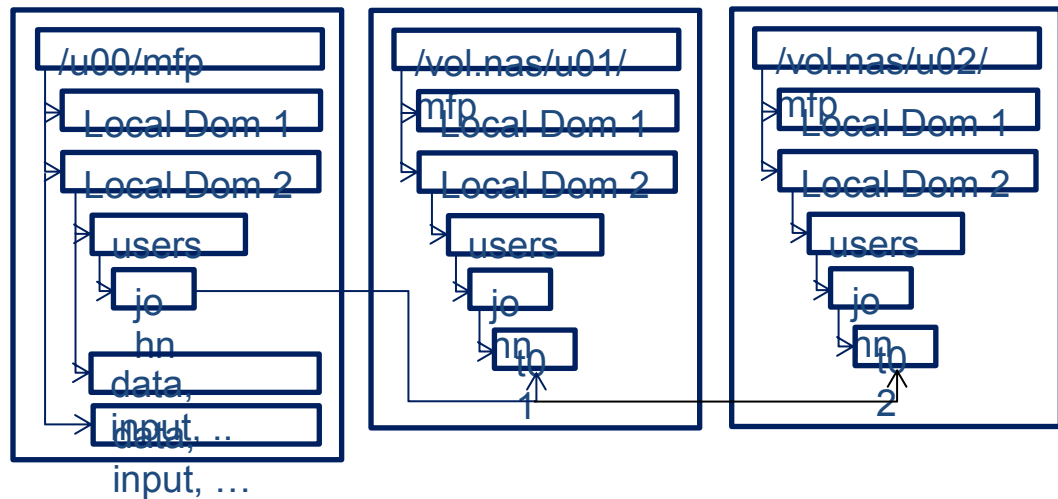 /u00/mfp
Local Dom 1
Local Dom 2
users
jo
hn
data,
input, ..
data,
input, …
/vol.nas/u01/
mfp
Local Dom 1
Local Dom 2
users
jo
hn
t0
1
/vol.nas/u02/
mfp
Local Dom 1
Local Dom 2
users
jo
hn
t0
2